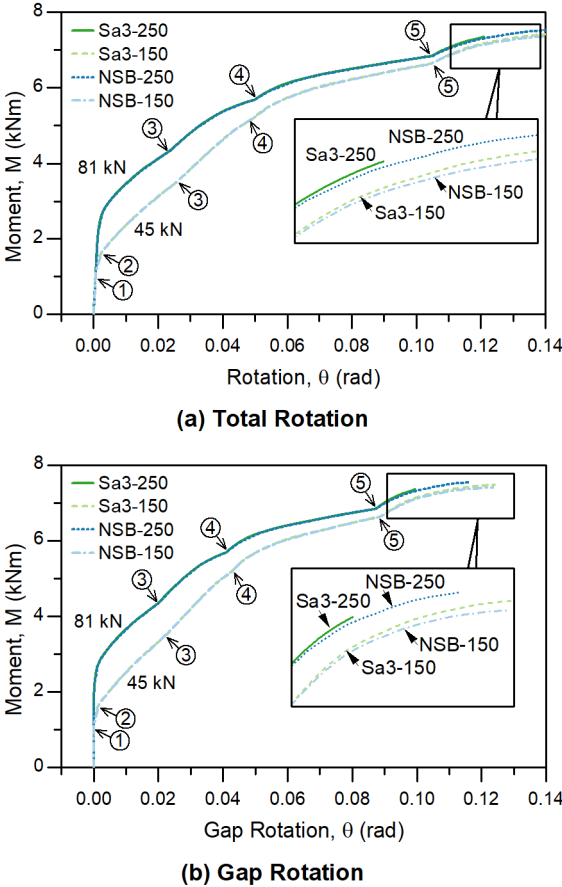 8
6
4
2
0
Moment, M (kNm)
Sa3-250
Sa3-150
NSB-250
NSB-150
81 kN
45 kN
①
②
③
③
④
④
⑤
⑤
NSB-250
Sa3-250
NSB-150
Sa3-150
0.00 0.02 0.04 0.06 0.08 0.10 0.12 0.14
Rotation, θ (rad)
(a) Total Rotation
8
6
4
2
0
Moment, M (kNm)
Sa3-250
Sa3-150
NSB-250
NSB-150
81 kN
45 kN
①
②
③
③
④
④
⑤
⑤
NSB-250
Sa3-250
NSB-150
Sa3-150
0.00 0.02 0.04 0.06 0.08 0.10 0.12 0.14
Gap Rotation, θ (rad)
(b) Gap Rotation